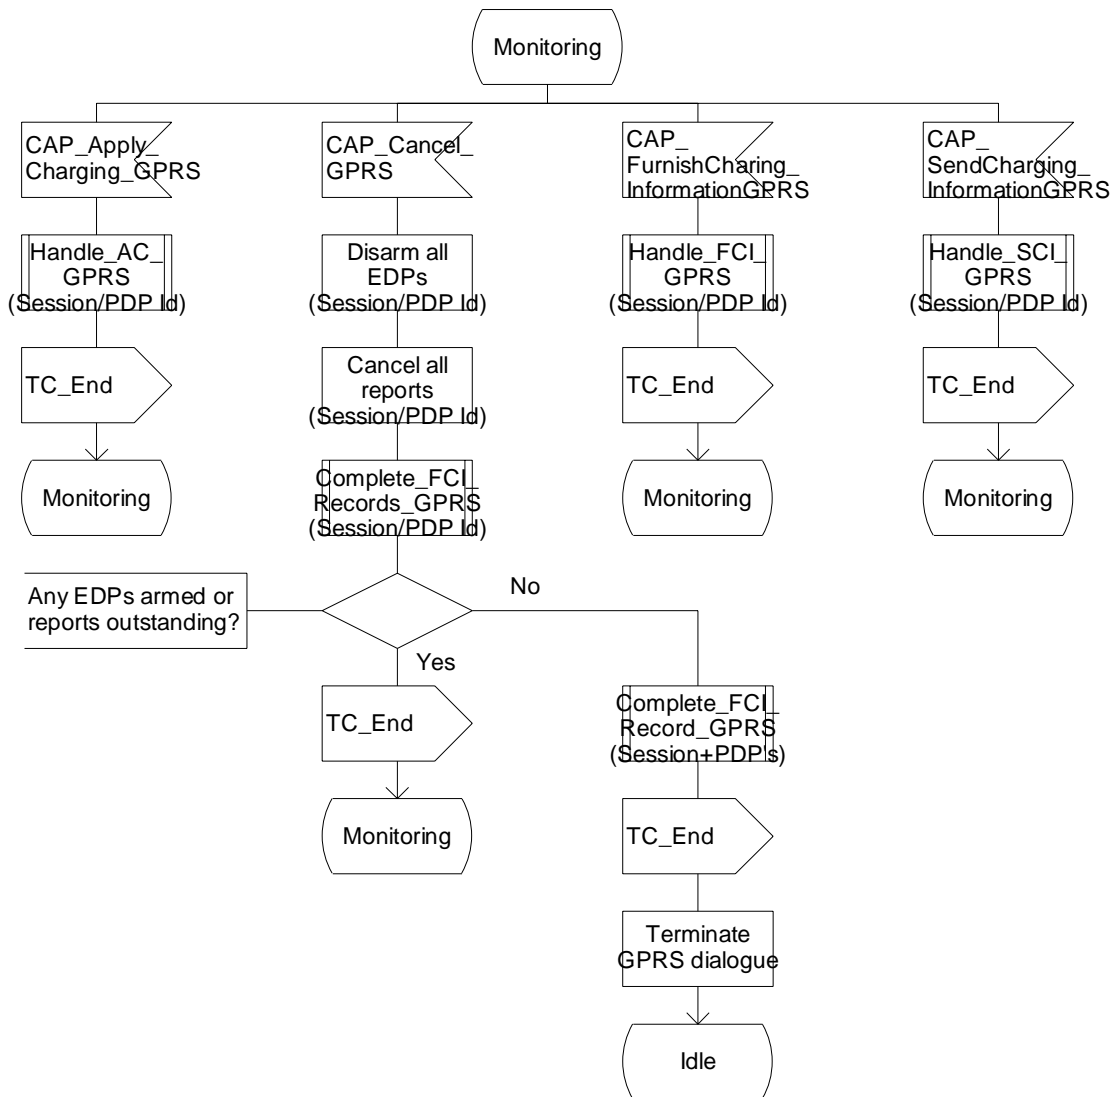 Monitoring
CAP_Apply_
Charging_GPRS
CAP_Cancel_
GPRS
CAP_
FurnishCharing_
InformationGPRS
CAP_
SendCharging_
InformationGPRS
Handle_AC_
GPRS
(Session/PDP Id)
Disarm all
EDPs
(Session/PDP Id)
Handle_FCI_
GPRS
(Session/PDP Id)
Handle_SCI_
GPRS
(Session/PDP Id)
TC_End
Cancel all
reports
(Session/PDP Id)
TC_End
TC_End
Monitoring
Complete_FCI_
Records_GPRS
(Session/PDP Id)
Monitoring
Monitoring
Any EDPs armed or
reports outstanding?
No
Yes
TC_End
Complete_FCI_
Record_GPRS
(Session+PDP's)
Monitoring
TC_End
Terminate
GPRS dialogue
Idle